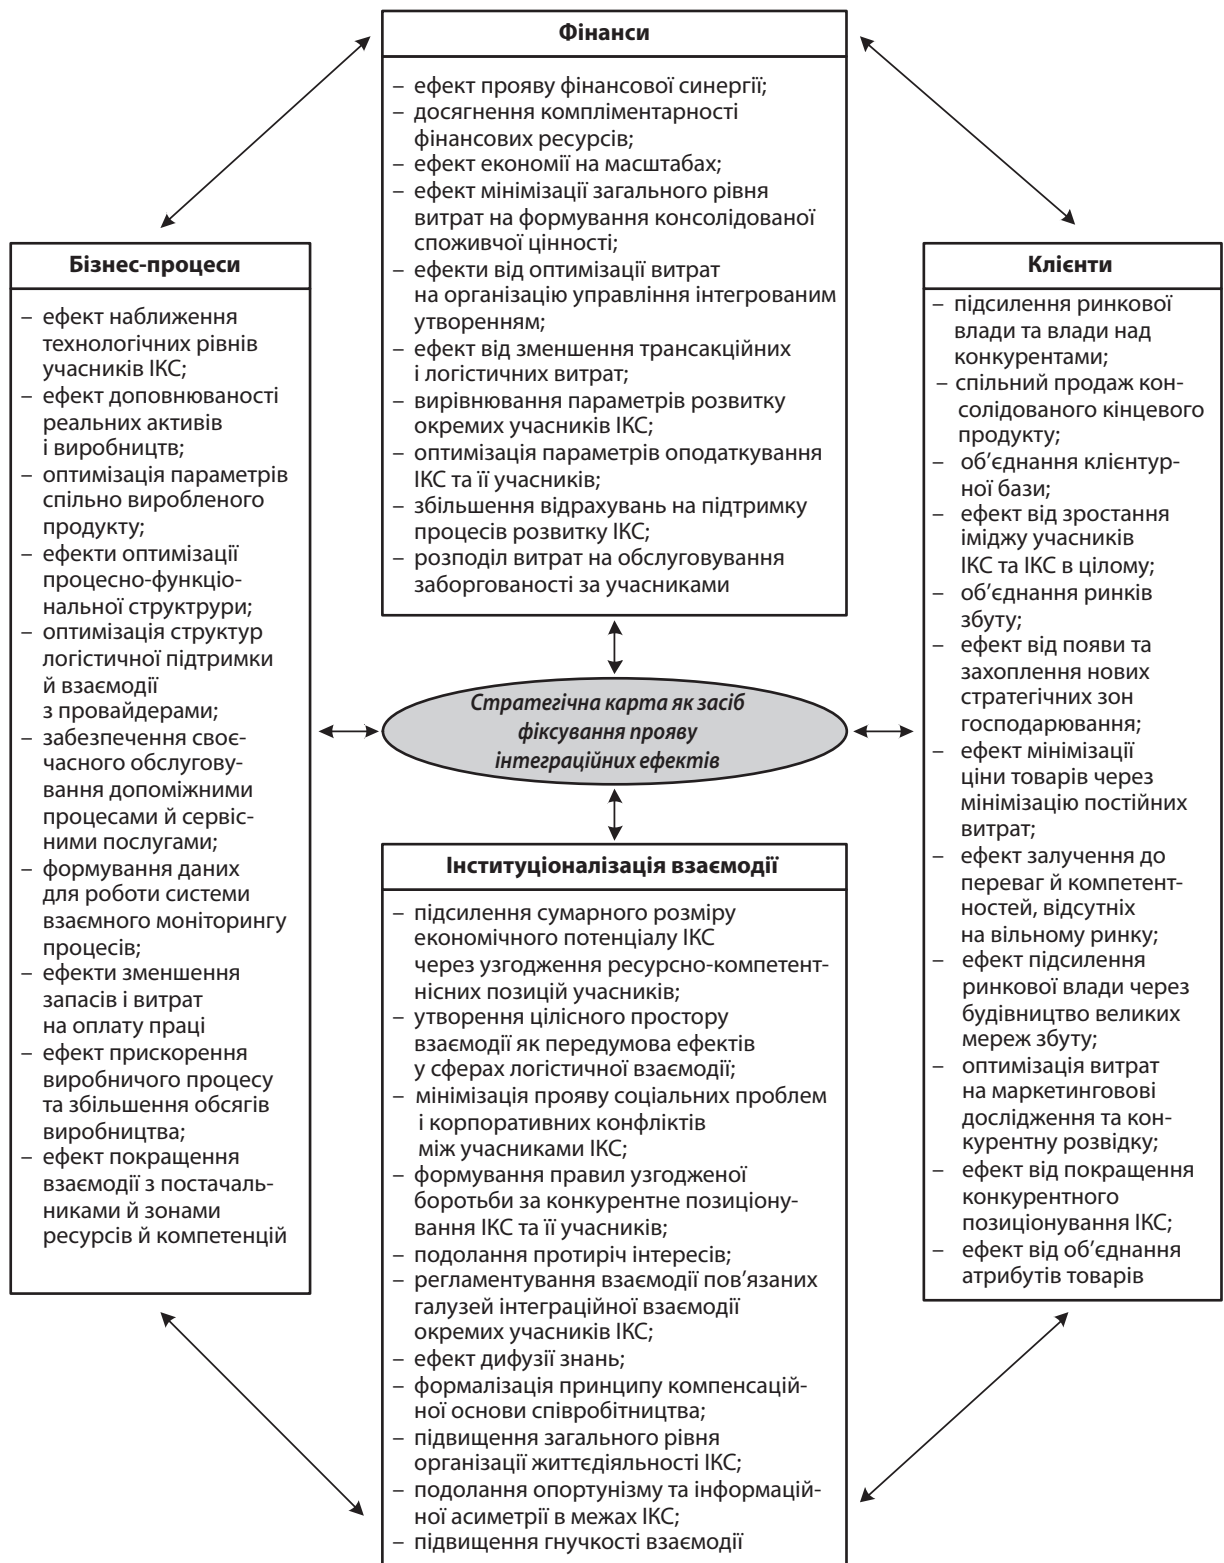 Фінанси
– ефект прояву фінансової синергії;
– досягнення компліментарності
фінансових ресурсів;
– ефект економії на масштабах;
– ефект мінімізації загального рівня
витрат на формування консолідованої
споживчої цінності;
– ефекти від оптимізації витрат
на організацію управління інтегрованим
утворенням;
– ефект від зменшення трансакційних
і логістичних витрат;
– вирівнювання параметрів розвитку
окремих учасників ІКС;
– оптимізація параметрів оподаткування
ІКС та її учасників;
– збільшення відрахувань на підтримку
процесів розвитку ІКС;
– розподіл витрат на обслуговування
заборгованості за учасниками
Бізнес-процеси
– ефект наближення
технологічних рівнів
учасників ІКС;
– ефект доповнюваності
реальних активів
і виробництв;
– оптимізація параметрів
спільно виробленого
продукту;
– ефекти оптимізації
процесно-функціо-
нальної структрури;
– оптимізація структур
логістичної підтримки
й взаємодії
з провайдерами;
– забезпечення своє-
часного обслугову-
вання допоміжними
процесами й сервіс-
ними послугами;
– формування даних
для роботи системи
взаємного моніторингу
процесів;
– ефекти зменшення
запасів і витрат
на оплату праці
– ефект прискорення
виробничого процесу
та збільшення обсягів
виробництва;
– ефект покращення
взаємодії з постачаль-
никами й зонами
ресурсів й компетенцій
Стратегічна карта як засіб
фіксування прояву
інтеграційних ефектів
Клієнти
– підсилення ринкової
влади та влади над
конкурентами;
– спільний продаж кон-
солідованого кінцевого
продукту;
– об’єднання клієнтур-
ної бази;
– ефект від зростання
іміджу учасників
ІКС та ІКС в цілому;
– об’єднання ринків
збуту;
– ефект від появи та
захоплення нових
стратегічних зон
господарювання;
– ефект мінімізації
ціни товарів через
мінімізацію постійних
витрат;
– ефект залучення до
переваг й компетент-
ностей, відсутніх
на вільному ринку;
– ефект підсилення
ринкової влади через
будівництво великих
мереж збуту;
– оптимізація витрат
на маркетинговові
дослідження та кон-
курентну розвідку;
– ефект від покращення
конкурентного
позиціонування ІКС;
– ефект від об’єднання
атрибутів товарів
Інституціоналізація взаємодії
– підсилення сумарного розміру
економічного потенціалу ІКС
через узгодження ресурсно-компетент-
нісних позицій учасників;
– утворення цілісного простору
взаємодії як передумова ефектів
у сферах логістичної взаємодії;
– мінімізація прояву соціальних проблем
і корпоративних конфліктів
між учасниками ІКС;
– формування правил узгодженої
боротьби за конкурентне позиціону-
вання ІКС та її учасників;
– подолання протиріч інтересів;
– регламентування взаємодії пов’язаних
галузей інтеграційної взаємодії
окремих учасників ІКС;
– ефект дифузії знань;
– формалізація принципу компенсацій-
ної основи співробітництва;
– підвищення загального рівня
організації життєдіяльності ІКС;
– подолання опортунізму та інформацій-
ної асиметрії в межах ІКС;
– підвищення гнучкості взаємодії